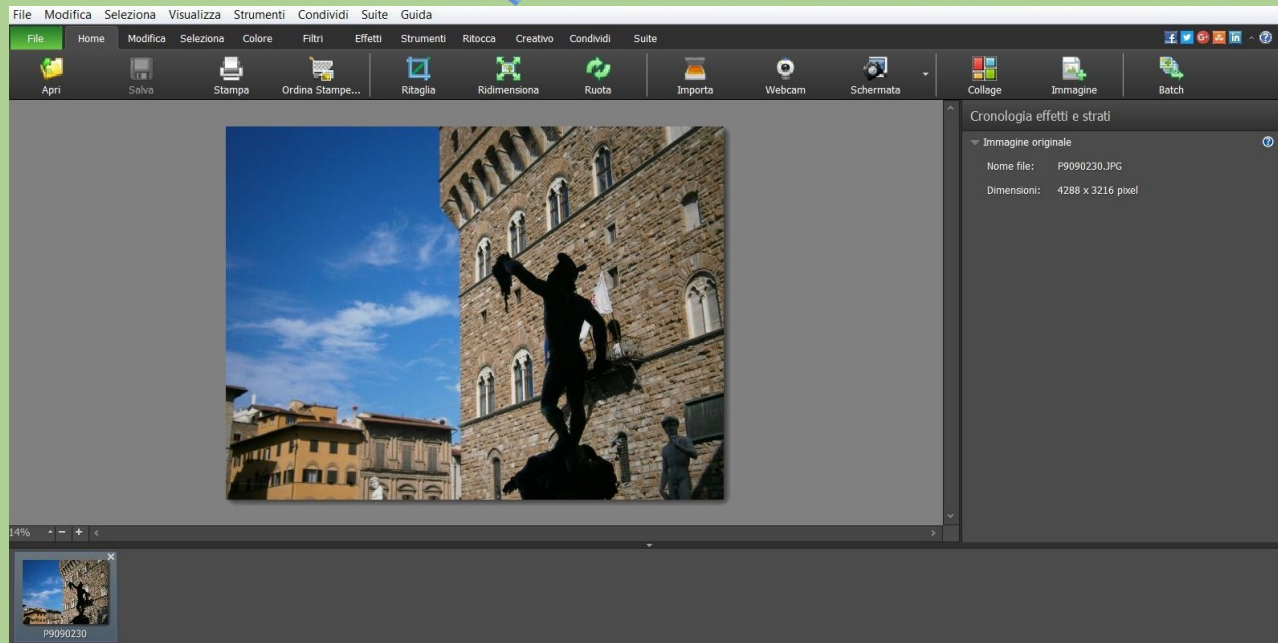 File Modifica Seleziona Visualizza Strumenti Condividi Suite Guida
File Home Modifica Seleziona Colore Filtri Effetti Strumenti Ritocca Creativo Condividi Suite
Apri Salva Stampa Ordina Stampe... Ritaglia Ridimensiona Ruota Importa Webcam Schermata Collage Immagine Batch
Cronologia effetti e strati
Immagine originale
Nome file: P9090230.JPG
Dimensioni: 4288 x 3216 pixel
14%
P9090230